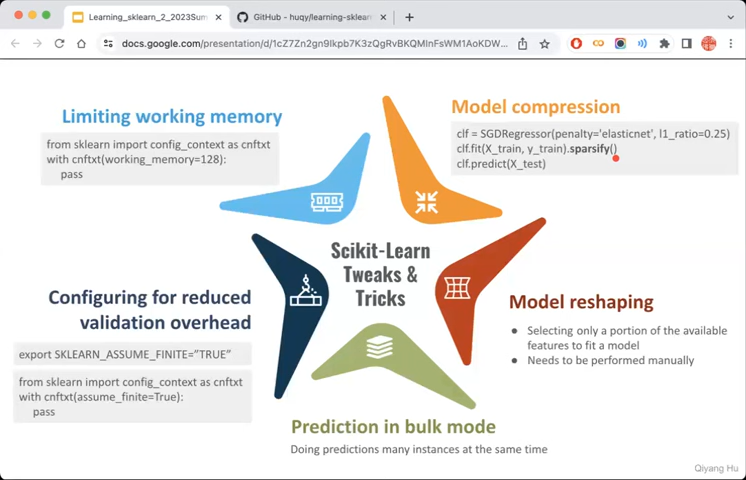 Learning_sklearn_2_2023Sum
GitHub - huqy/learning-sklear
docs.google.com/presentation/d/1cZ7Zn2gn9Ikpb7K3zQgRvBKQMlnFsWM1AoKDW...
Limiting working memory
from sklearn import config_context as cnftxt
with cnftxt(working_memory=128):
pass
Model compression
clf = SGDRegressor(penalty='elasticnet', l1_ratio=0.25)
clf.fit(X_train, y_train).sparsify()
clf.predict(X_test)
Scikit-Learn
Tweaks &
Tricks
Configuring for reduced
validation overhead
export SKLEARN_ASSUME_FINITE="TRUE"
from sklearn import config_context as cnftxt
with cnftxt(assume_finite=True):
pass
Model reshaping
● Selecting only a portion of the available
features to fit a model
● Needs to be performed manually
Prediction in bulk mode
Doing predictions many instances at the same time
Qiyang Hu